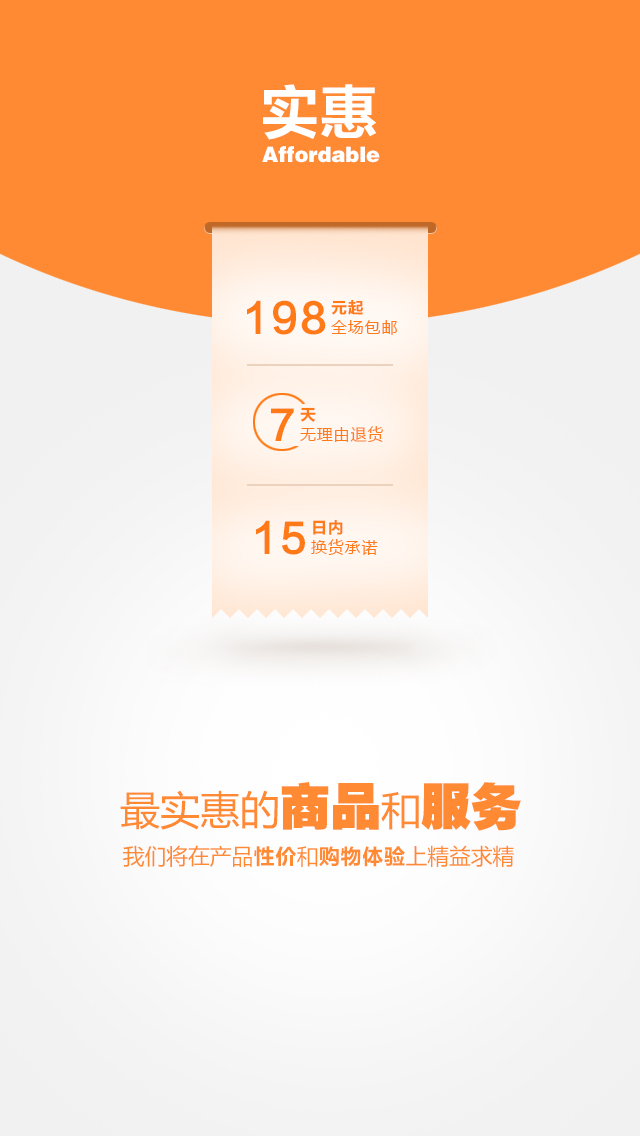 实惠
Affordable
198 元起
全场包邮
7 天
无理由退货
15 日内
换货承诺
最实惠的商品和服务
我们将在产品性价和购物体验上精益求精